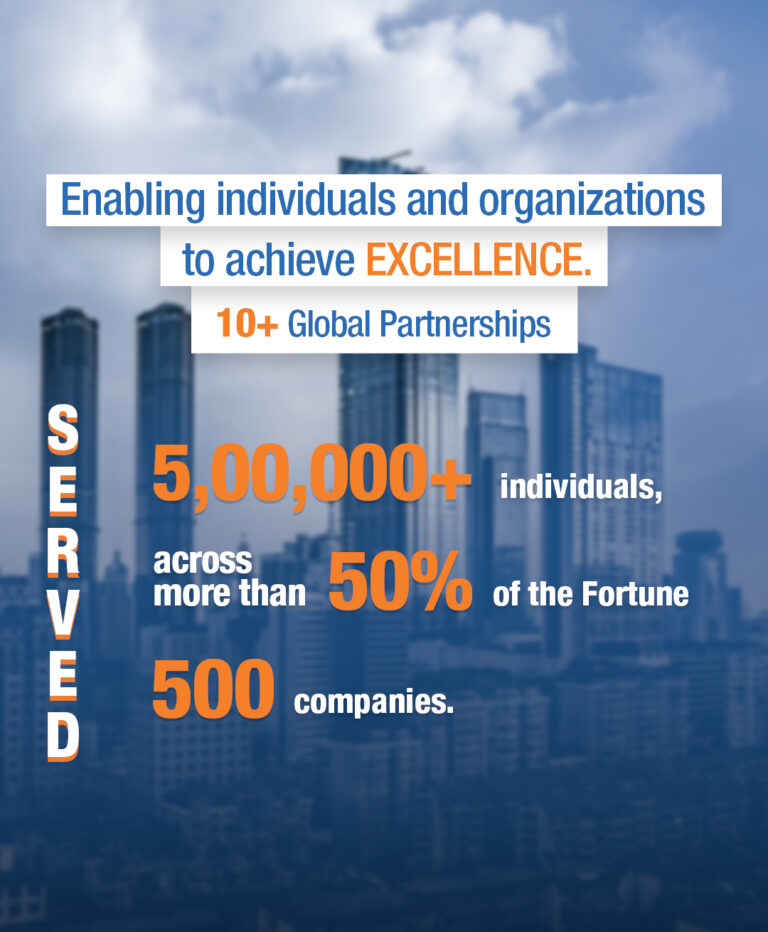 Enabling individuals and organizations
to achieve EXCELLENCE.
10+ Global Partnerships
SERVED
5,00,000+ individuals,
across
more than 50% of the Fortune
500 companies.